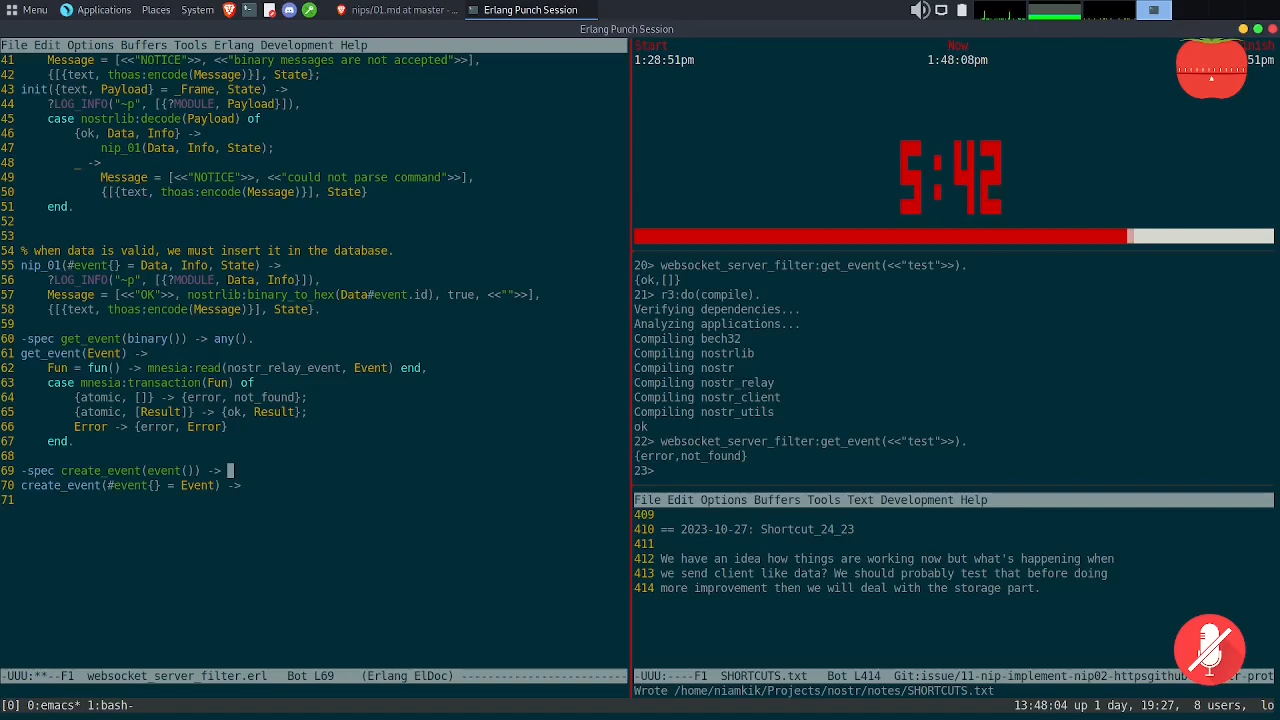 Menu Applications Places System nips/01.md at master - ... Erlang Punch Session
Erlang Punch Session
File Edit Options Buffers Tools Erlang Development Help
41     Message = [<<"NOTICE">>, <<"binary messages are not accepted">>],
42     {[{text, thoas:encode(Message)}], State};
43 init({text, Payload} = _Frame, State) ->
44     ?LOG_INFO("~p", [{?MODULE, Payload}]),
45     case nostrlib:decode(Payload) of
46         {ok, Data, Info} ->
47             nip_01(Data, Info, State);
48         _ ->
49             Message = [<<"NOTICE">>, <<"could not parse command">>],
50             {[{text, thoas:encode(Message)}], State}
51     end.
52
53
54 % when data is valid, we must insert it in the database.
55 nip_01(#event{} = Data, Info, State) ->
56     ?LOG_INFO("~p", [{?MODULE, Data, Info}]),
57     Message = [<<"OK">>, nostrlib:binary_to_hex(Data#event.id), true, <<"">>],
58     {[{text, thoas:encode(Message)}], State}.
59
60 -spec get_event(binary()) -> any().
61 get_event(Event) ->
62     Fun = fun() -> mnesia:read(nostr_relay_event, Event) end,
63     case mnesia:transaction(Fun) of
64         {atomic, []} -> {error, not_found};
65         {atomic, [Result]} -> {ok, Result};
66         Error -> {error, Error}
67     end.
68
69 -spec create_event(event()) ->
70 create_event(#event{} = Event) ->
71
-UUU:**--F1  websocket_server_filter.erl   Bot L69    (Erlang ElDoc) -------------------------
Start Now
1:28:51pm 1:48:08pm 51pm
5:42
20> websocket_server_filter:get_event(<<"test">>).
{ok,[]}
21> r3:do(compile).
Verifying dependencies...
Analyzing applications...
Compiling bech32
Compiling nostrlib
Compiling nostr
Compiling nostr_relay
Compiling nostr_client
Compiling nostr_utils
ok
22> websocket_server_filter:get_event(<<"test">>).
{error,not_found}
23>
File Edit Options Buffers Tools Text Development Help
409
410 == 2023-10-27: Shortcut_24_23
411
412 We have an idea how things are working now but what's happening when
413 we send client like data? We should probably test that before doing
414 more improvement then we will deal with the storage part.
-UUU:----F1  SHORTCUTS.txt   Bot L414   Git:issue/11-nip-implement-nip02-httpsgithub
Wrote /home/niamkik/Projects/nostr/notes/SHORTCUTS.txt
[0] 0:emacs* 1:bash- 13:48:04 up 1 day, 19:27, 8 users, lo